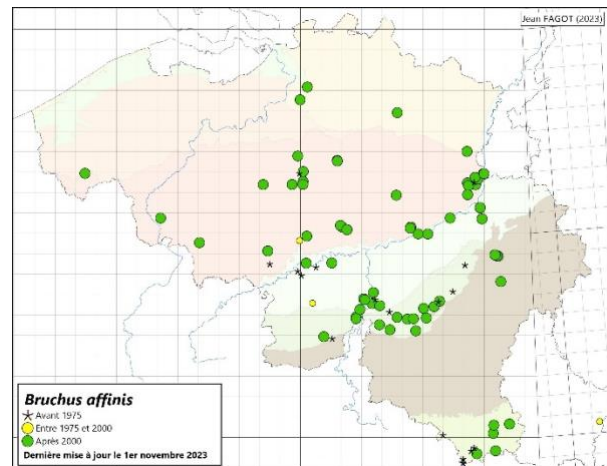 Jean FAGOT (2023)
Bruchus affinis
Avant 1975
Entre 1975 et 2000
Après 2000
Dernière mise à jour le 1er novembre 2023